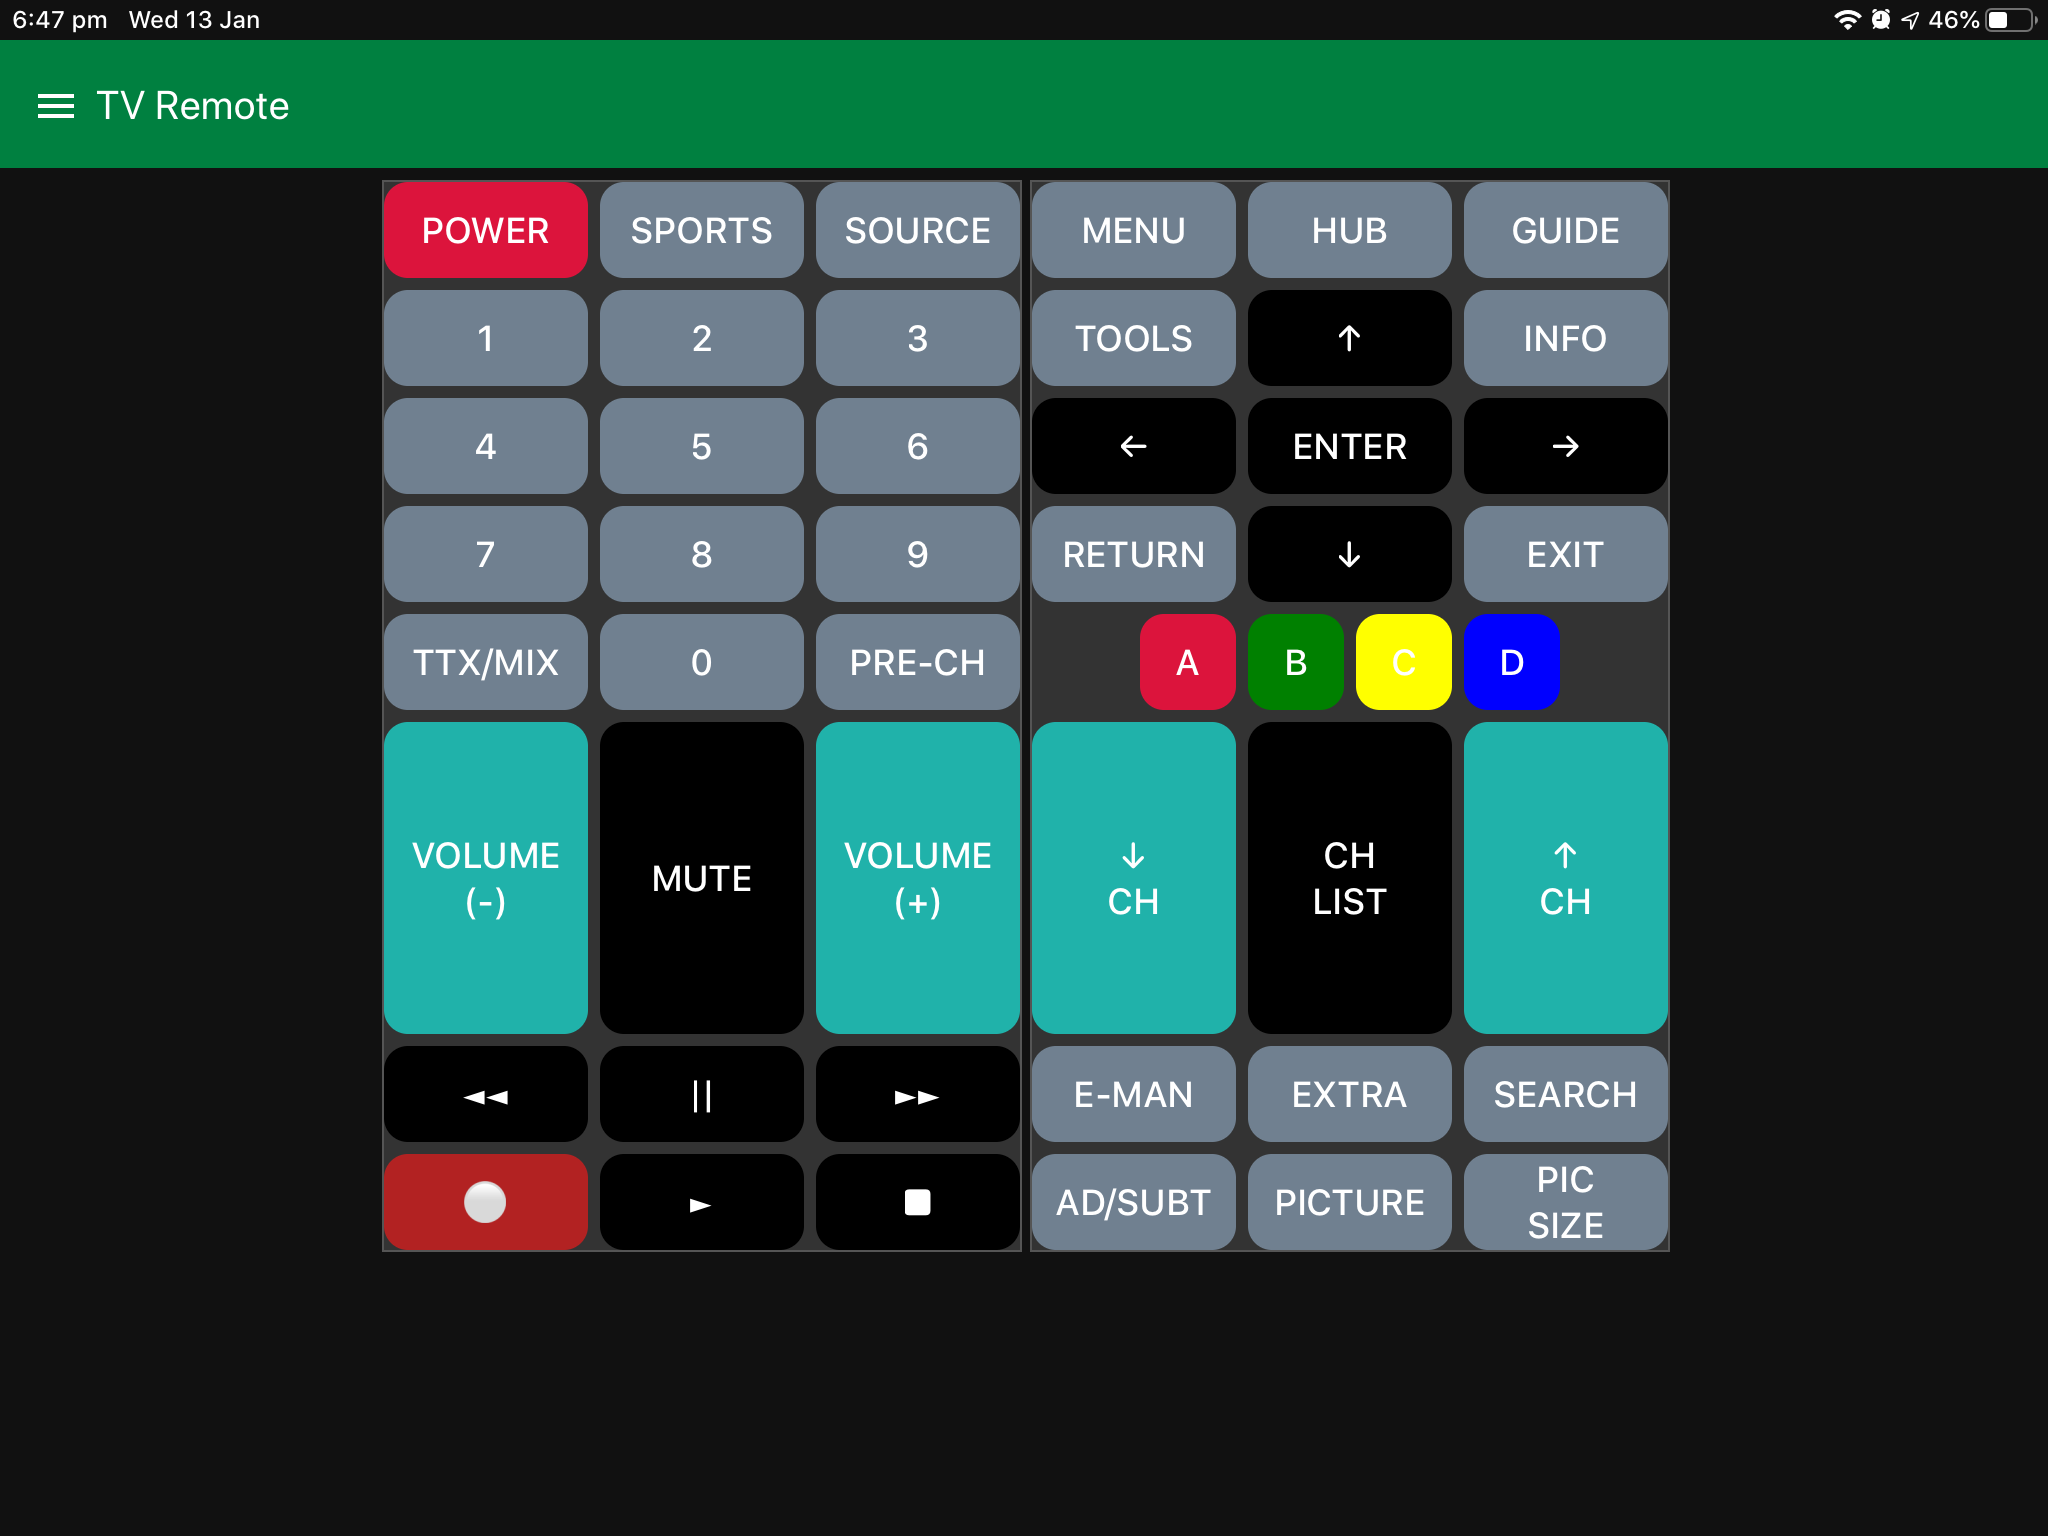 6:47 pm Wed 13 Jan 46%
TV Remote
POWER SPORTS SOURCE MENU HUB GUIDE
1 2 3 TOOLS ↑ INFO
4 5 6 ← ENTER →
7 8 9 RETURN ↓ EXIT
TTX/MIX 0 PRE-CH A B C D
VOLUME
(-)
MUTE
VOLUME
(+)
↓
CH
CH
LIST
↑
CH
◄◄ || ►► E-MAN EXTRA SEARCH
► AD/SUBT PICTURE
PIC
SIZE